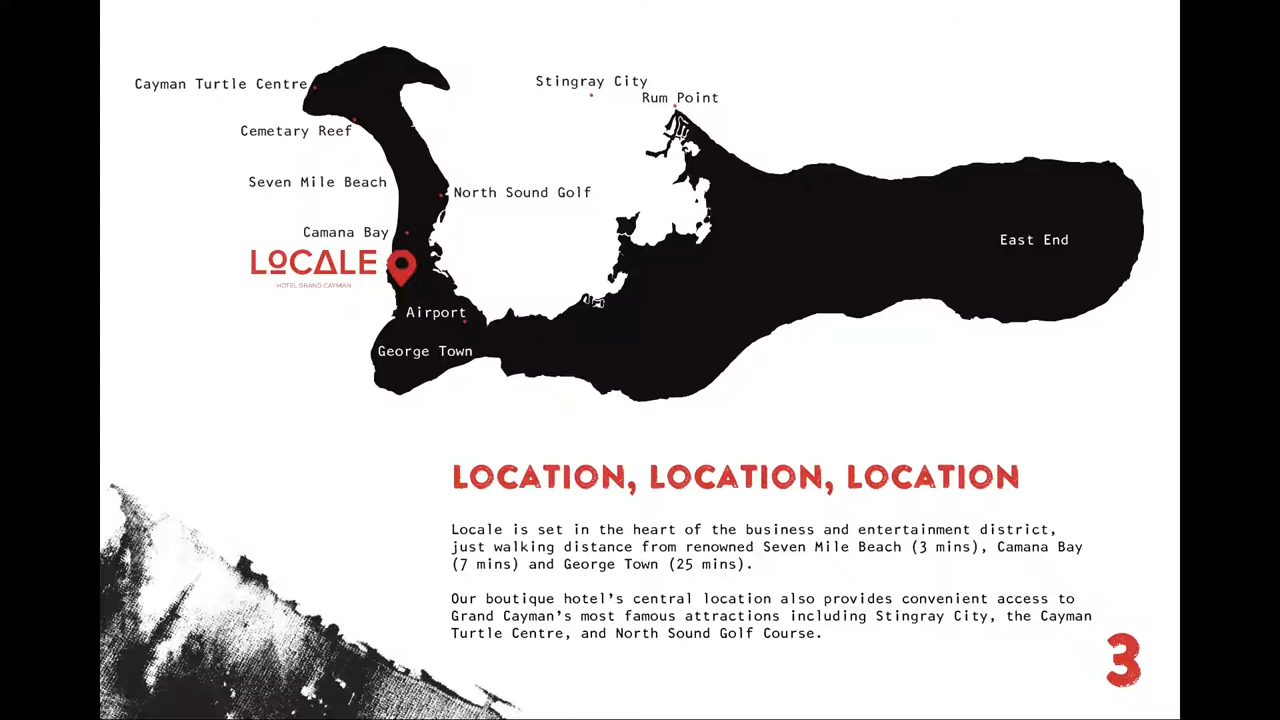 Cayman Turtle Centre
Stingray City
Rum Point
Cemetary Reef
Seven Mile Beach
North Sound Golf
Camana Bay
East End
LOCALE
HOTEL GRAND CAYMAN
Airport
George Town
LOCATION, LOCATION, LOCATION
Locale is set in the heart of the business and entertainment district,
just walking distance from renowned Seven Mile Beach (3 mins), Camana Bay
(7 mins) and George Town (25 mins).
Our boutique hotel's central location also provides convenient access to
Grand Cayman's most famous attractions including Stingray City, the Cayman
Turtle Centre, and North Sound Golf Course.
3